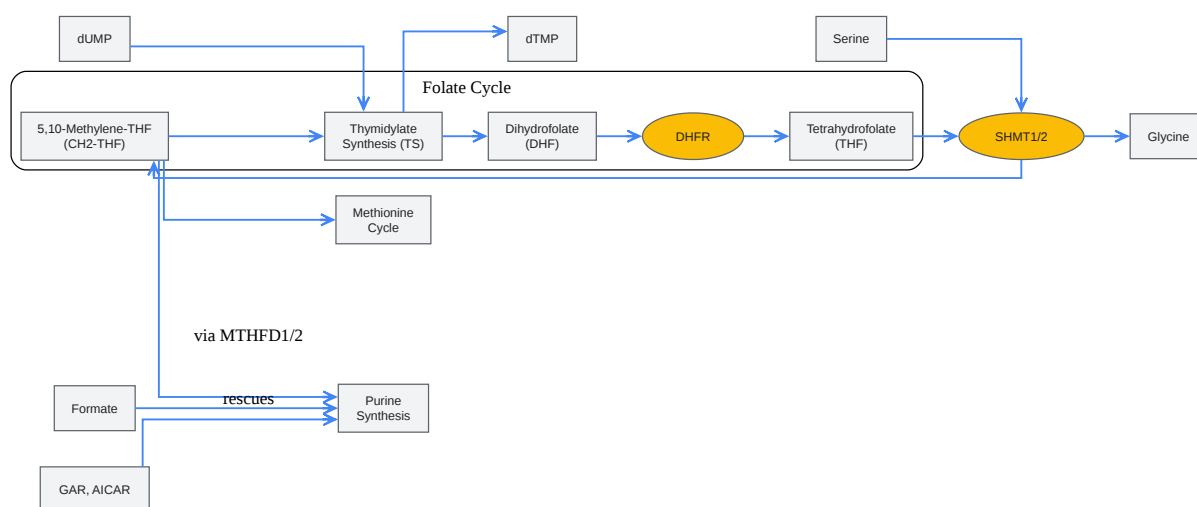 dUMP
dTMP
Serine
Folate Cycle
5,10-Methylene-THF
(CH2-THF)
Thymidylate
Synthesis (TS)
Dihydrofolate
(DHF)
DHFR
Tetrahydrofolate
(THF)
SHMT1/2
Glycine
Methionine
Cycle
via MTHFD1/2
rescues
Formate
Purine
Synthesis
GAR, AICAR